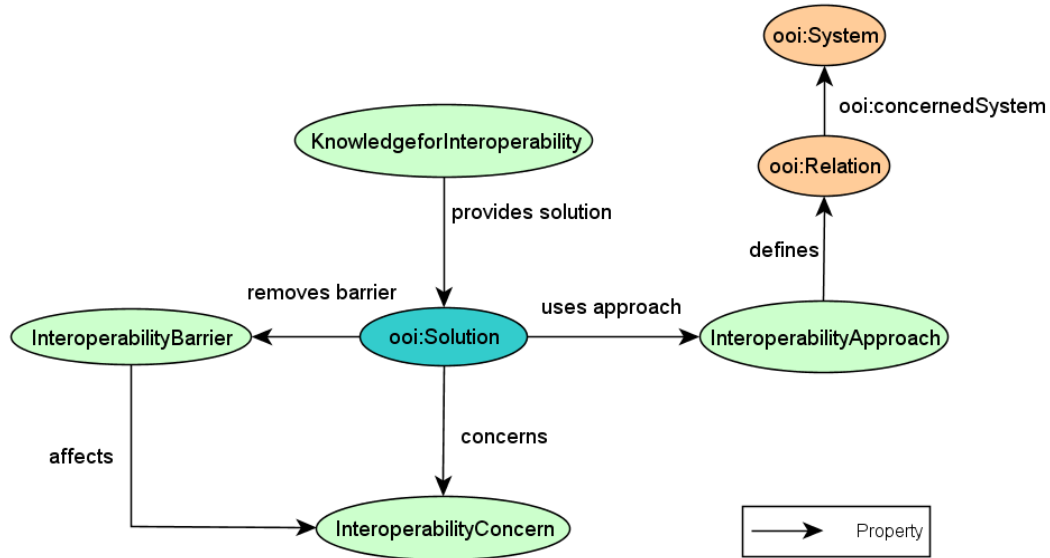 ooi:System
ooi:concernedSystem
KnowledgeforInteroperability
ooi:Relation
provides solution
defines
removes barrier
uses approach
InteroperabilityBarrier
ooi:Solution
InteroperabilityApproach
concerns
affects
InteroperabilityConcern
Property